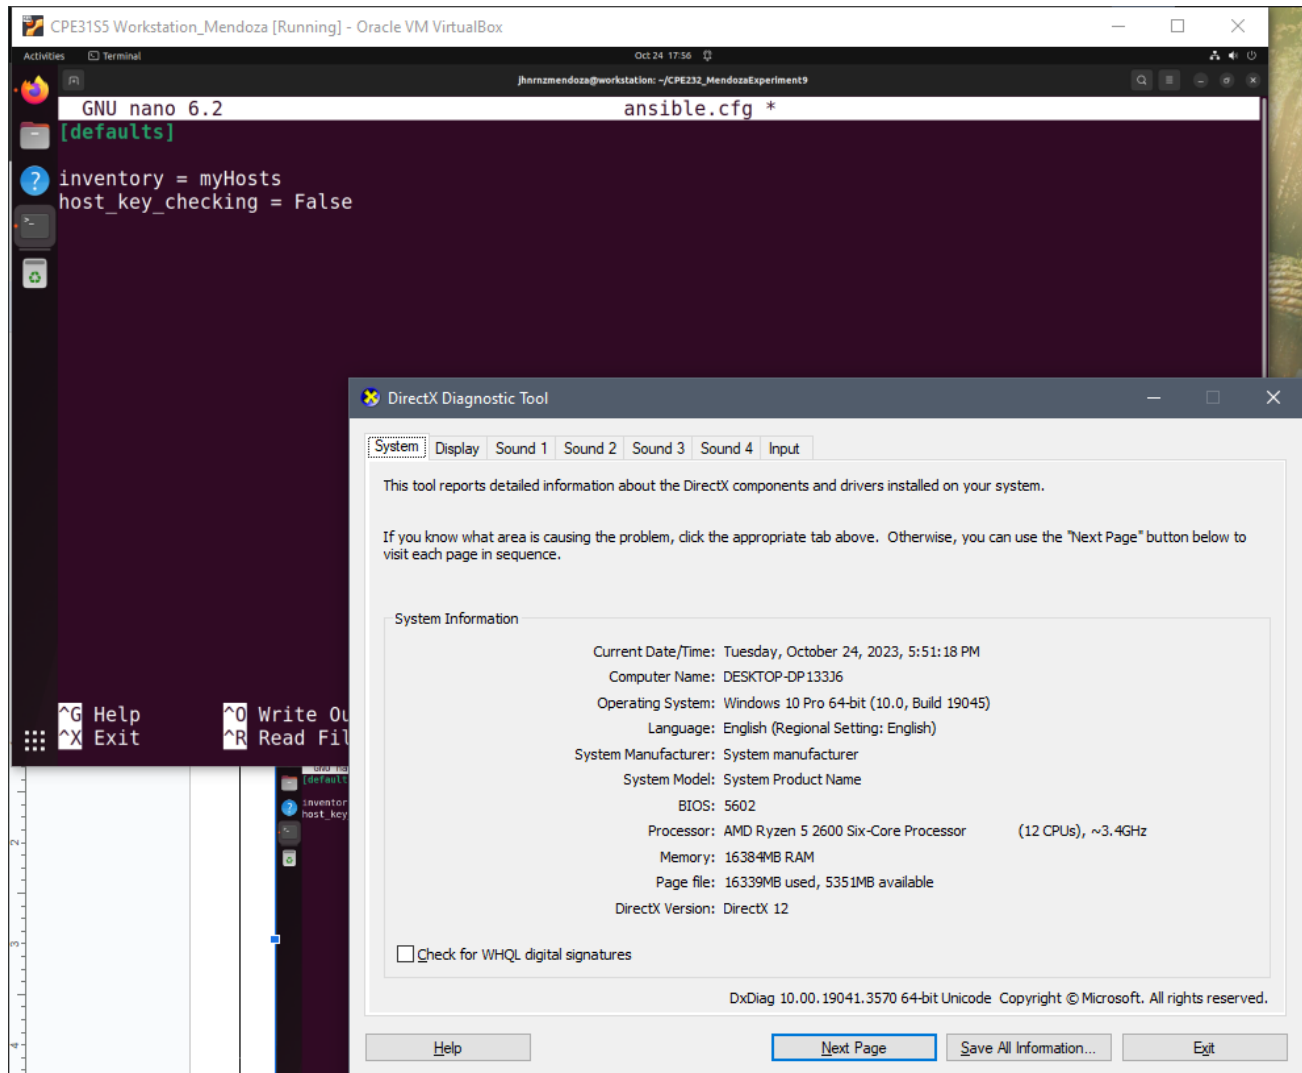 CPE31S5 Workstation_Mendoza [Running] - Oracle VM VirtualBox
Activities Terminal Oct 24 17:56
jhnrnzmendoza@workstation: ~/CPE232_MendozaExperiment9
GNU nano 6.2 ansible.cfg *
[defaults]
inventory = myHosts
host_key_checking = False
^G Help ^O Write Ou
^X Exit ^R Read Fil
GNU na
[default
inventor
host_key
2
3
4
DirectX Diagnostic Tool
System Display Sound 1 Sound 2 Sound 3 Sound 4 Input
This tool reports detailed information about the DirectX components and drivers installed on your system.
If you know what area is causing the problem, click the appropriate tab above. Otherwise, you can use the "Next Page" button below to
visit each page in sequence.
System Information
Current Date/Time: Tuesday, October 24, 2023, 5:51:18 PM
Computer Name: DESKTOP-DP133J6
Operating System: Windows 10 Pro 64-bit (10.0, Build 19045)
Language: English (Regional Setting: English)
System Manufacturer: System manufacturer
System Model: System Product Name
BIOS: 5602
Processor: AMD Ryzen 5 2600 Six-Core Processor (12 CPUs), ~3.4GHz
Memory: 16384MB RAM
Page file: 16339MB used, 5351MB available
DirectX Version: DirectX 12
Check for WHQL digital signatures
DxDiag 10.00.19041.3570 64-bit Unicode Copyright © Microsoft. All rights reserved.
Help Next Page Save All Information... Exit